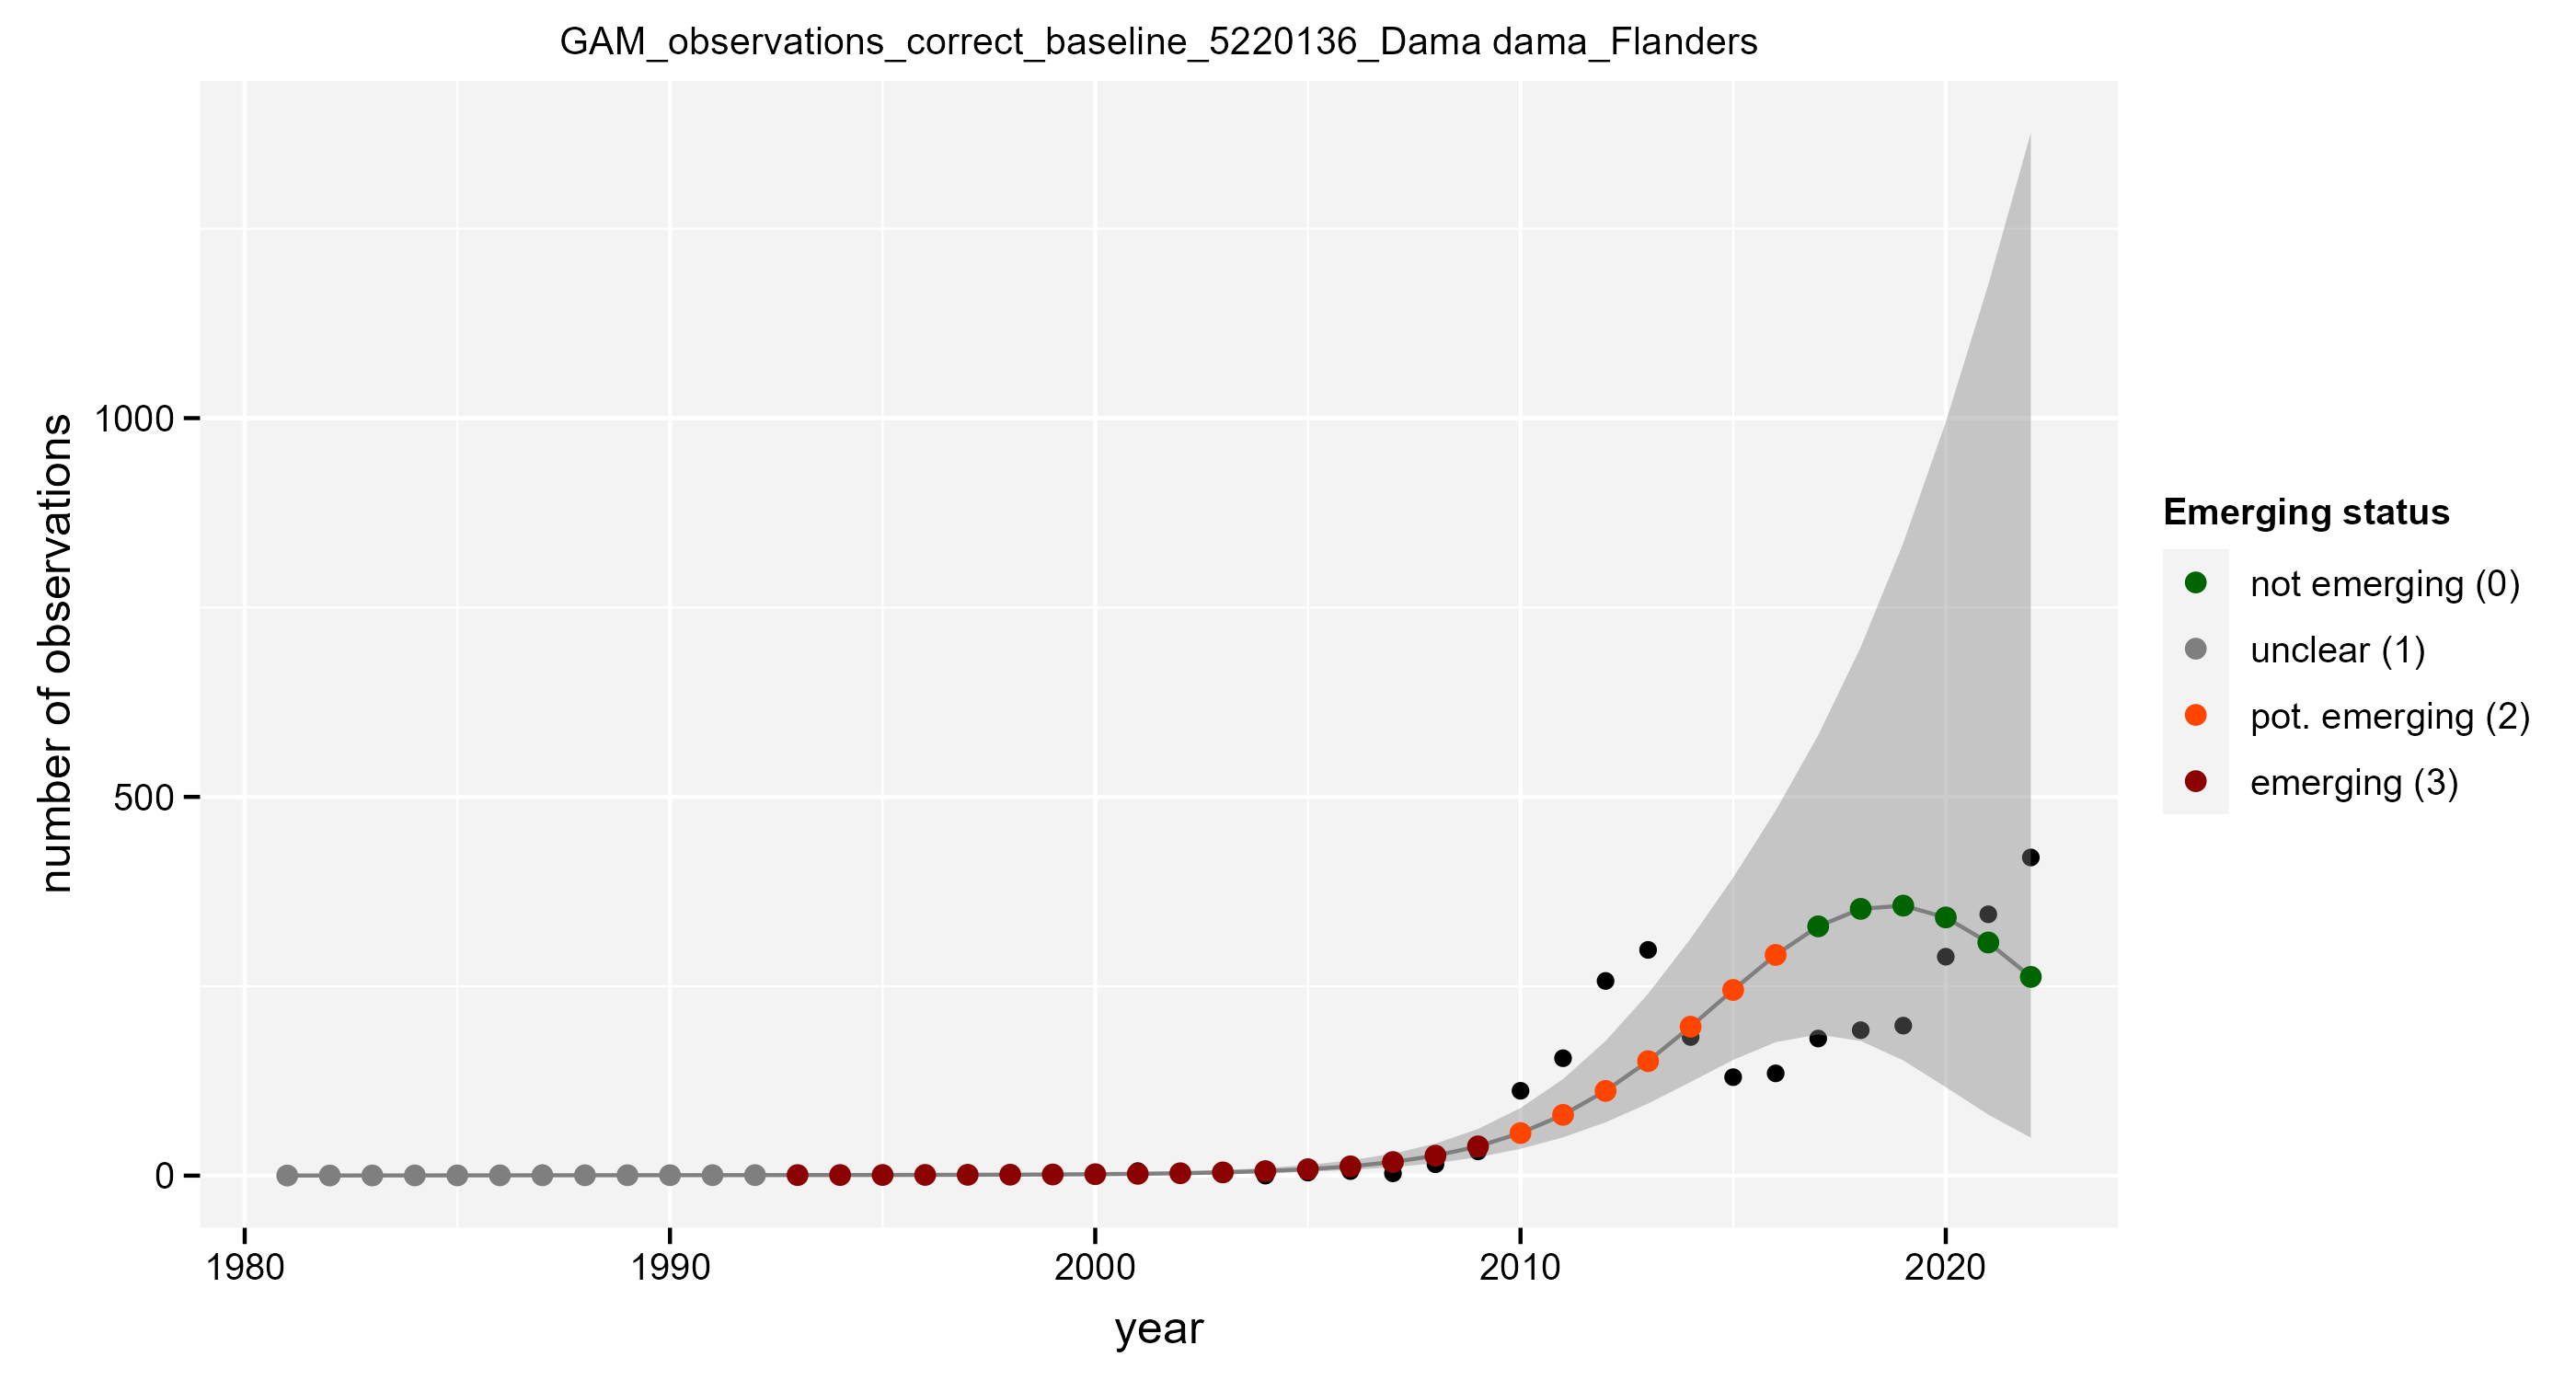 GAM_observations_correct_baseline_5220136_Dama dama_Flanders
number of observations
1000
500
0
1980 1990 2000 2010 2020
year
Emerging status
not emerging (0)
unclear (1)
pot. emerging (2)
emerging (3)